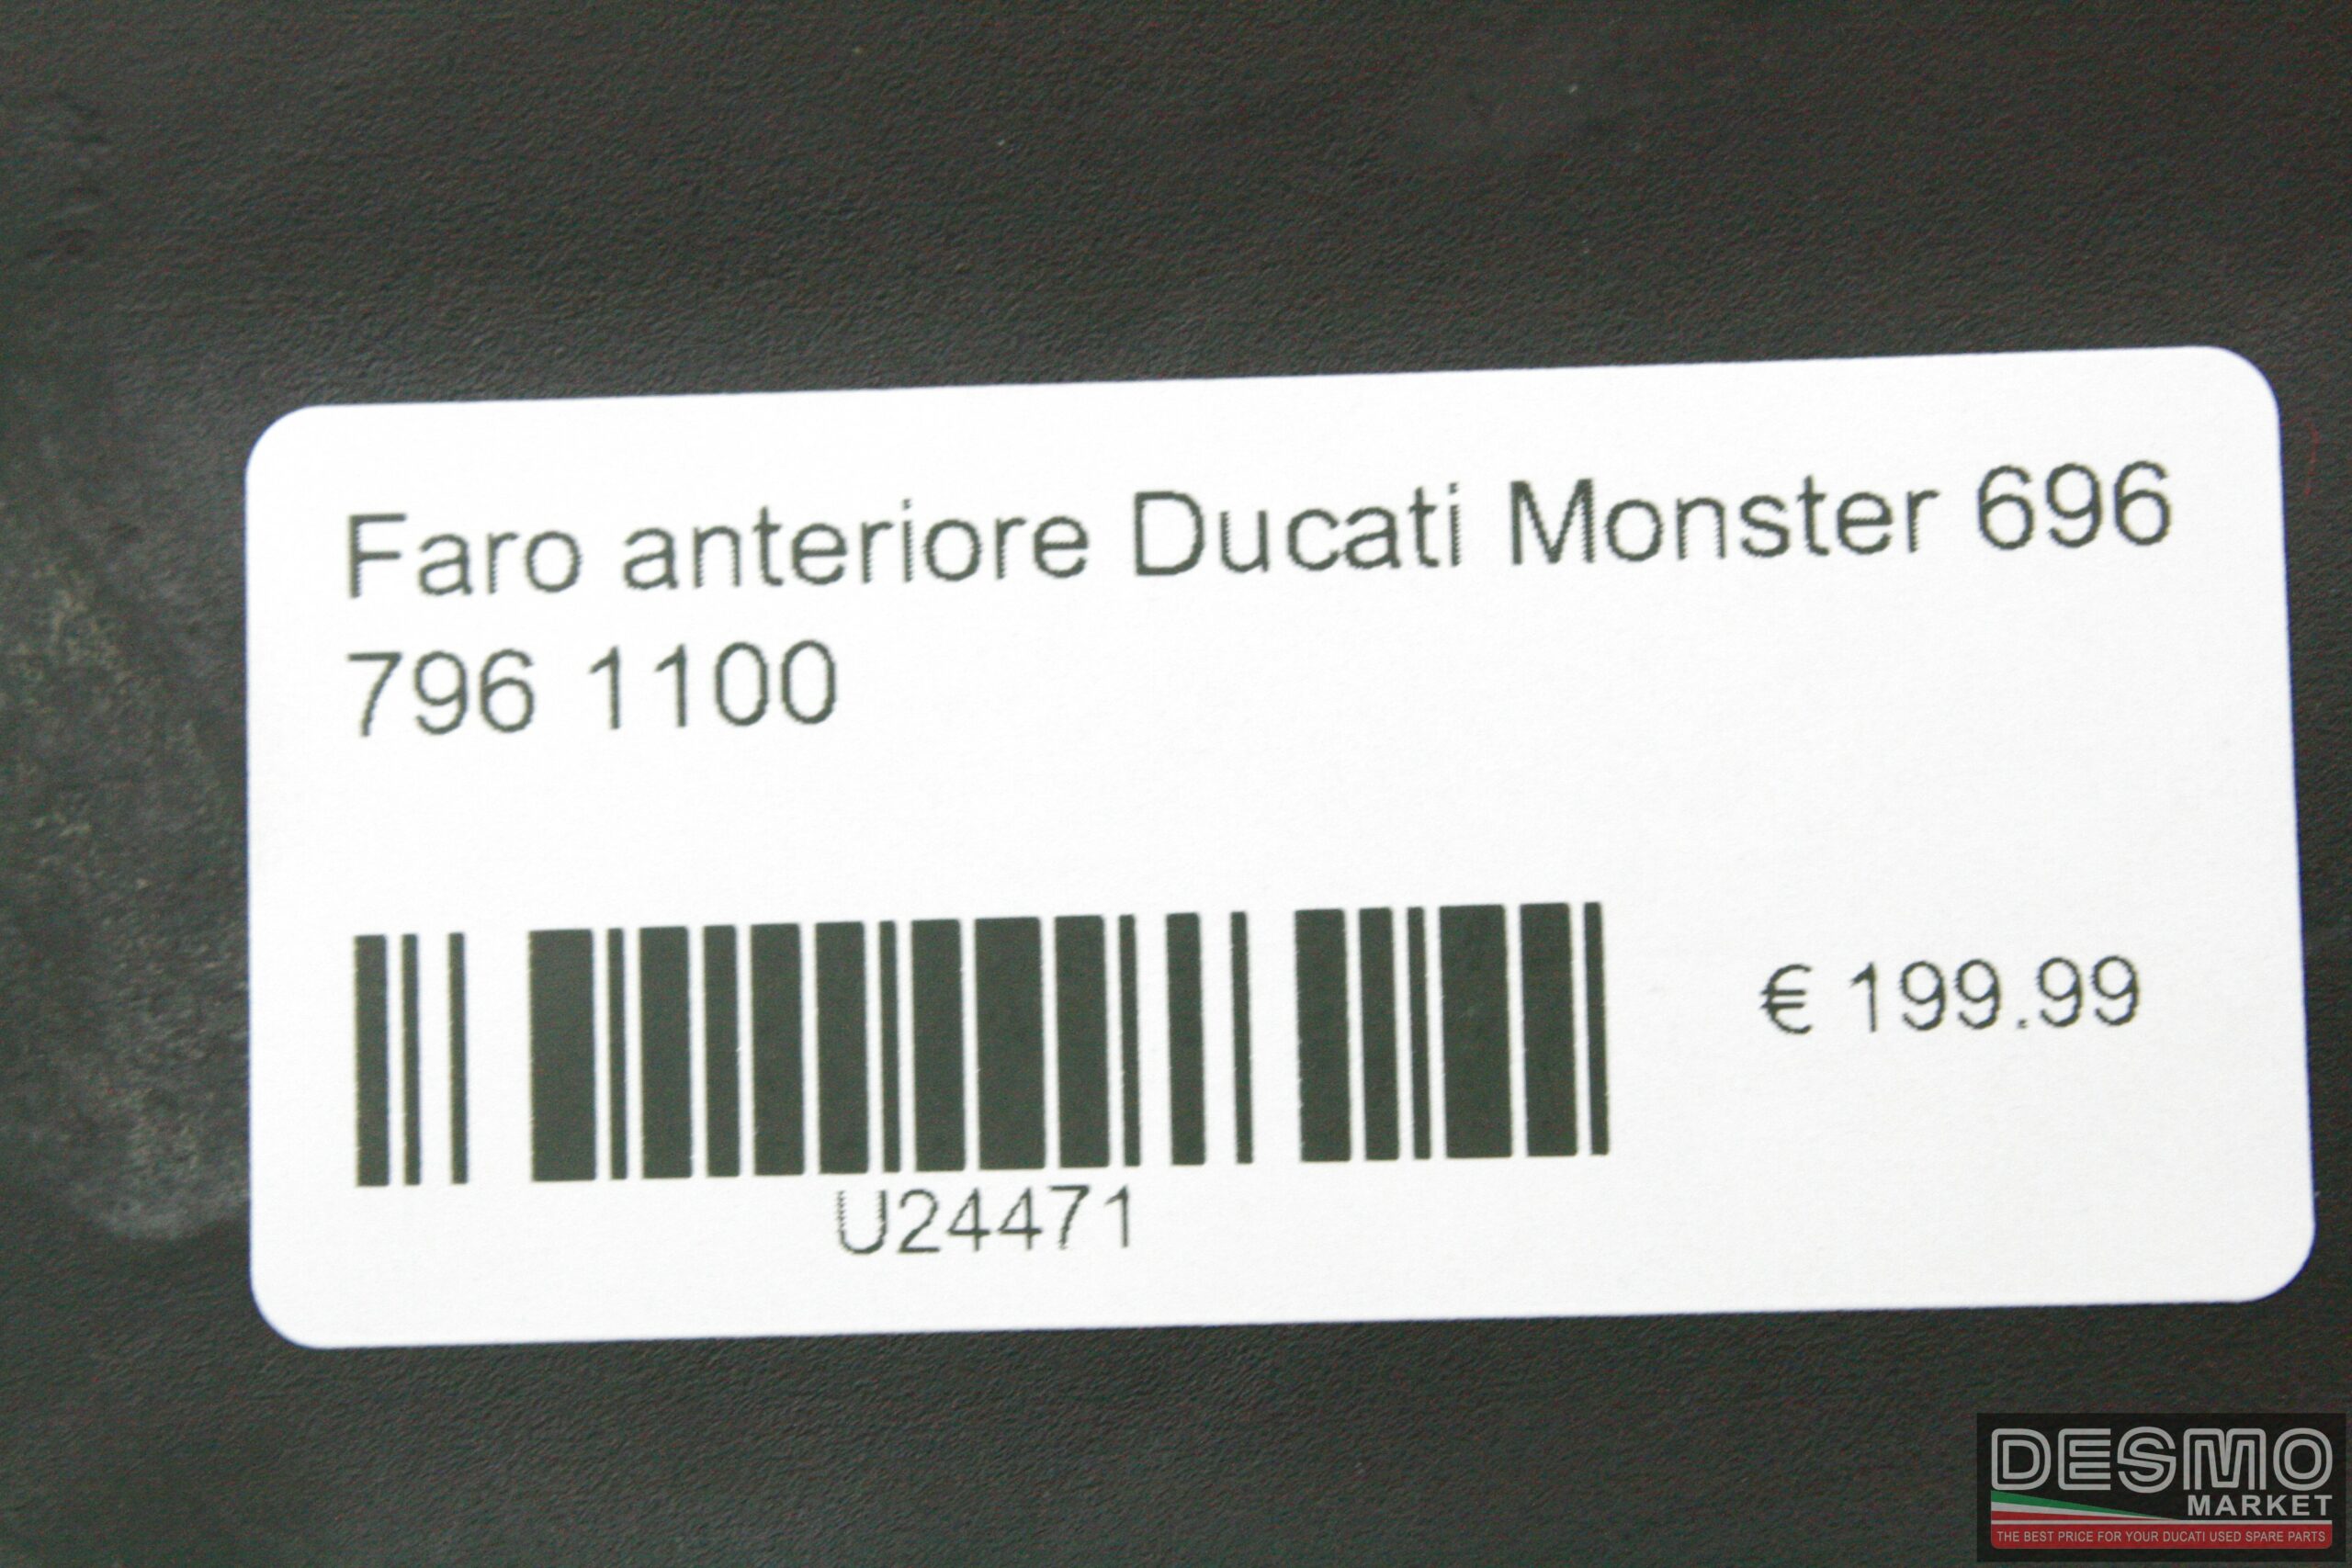 Faro anteriore Ducati Monster 696
796 1100
€ 199.99
U24471
DESMO
MARKET
THE BEST PRICE FOR YOUR DUCATI USED SPARE PARTS